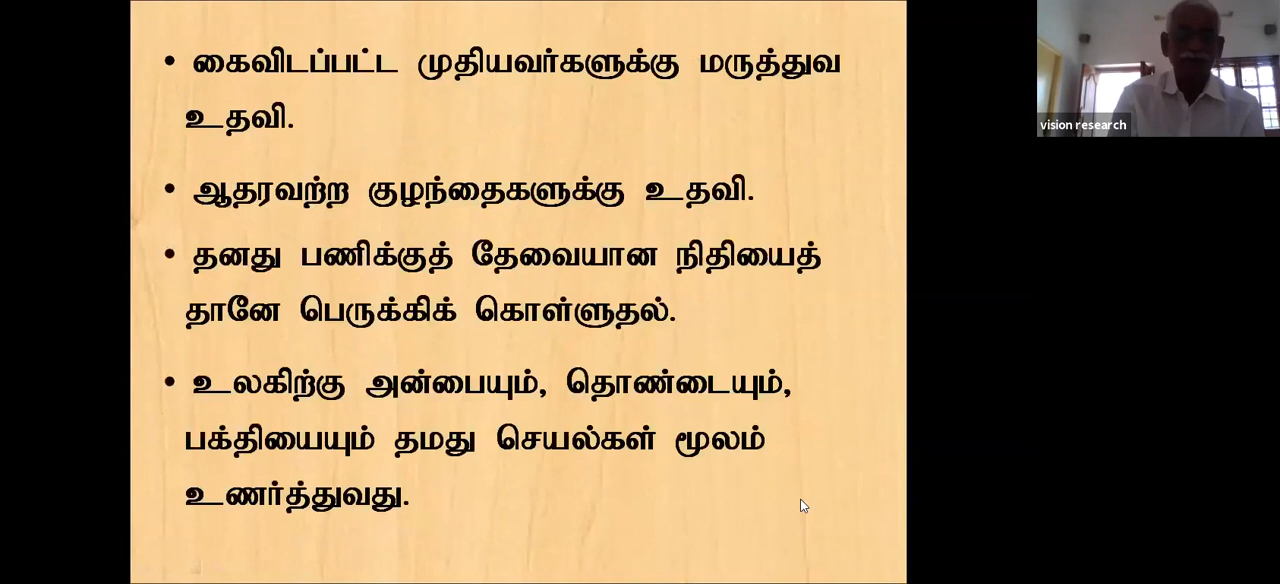 • கைவிடப்பட்ட முதியவர்களுக்கு மருத்துவ
உதவி.
• ஆதரவற்ற குழந்தைகளுக்கு உதவி.
• தனது பணிக்குத் தேவையான நிதியைத்
தானே பெருக்கிக் கொள்ளுதல்.
• உலகிற்கு அன்பையும், தொண்டையும்,
பக்தியையும் தமது செயல்கள் மூலம்
உணர்த்துவது.
vision research